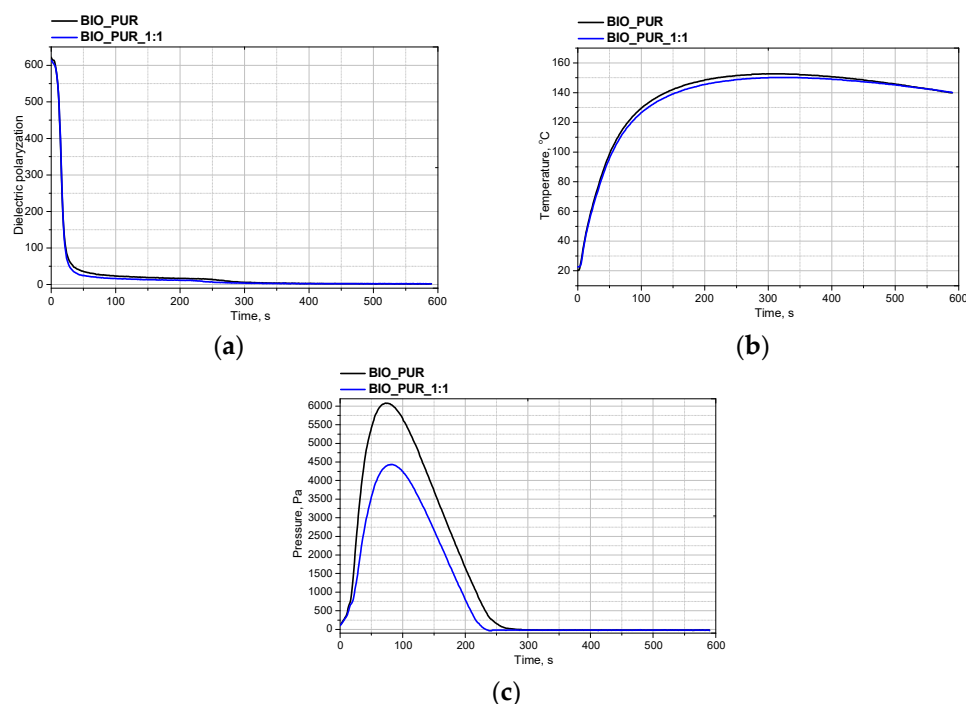 BIO_PUR
BIO_PUR_1:1
Dielectric polaryzation
600
500
400
300
200
100
0
0 100 200 300 400 500 600
Time, s
(a)
BIO_PUR
BIO_PUR_1:1
Temperature, °C
160
140
120
100
80
60
40
20
0 100 200 300 400 500 600
Time, s
(b)
BIO_PUR
BIO_PUR_1:1
Pressure, Pa
6000
5500
5000
4500
4000
3500
3000
2500
2000
1500
1000
500
0
0 100 200 300 400 500 600
Time, s
(c)